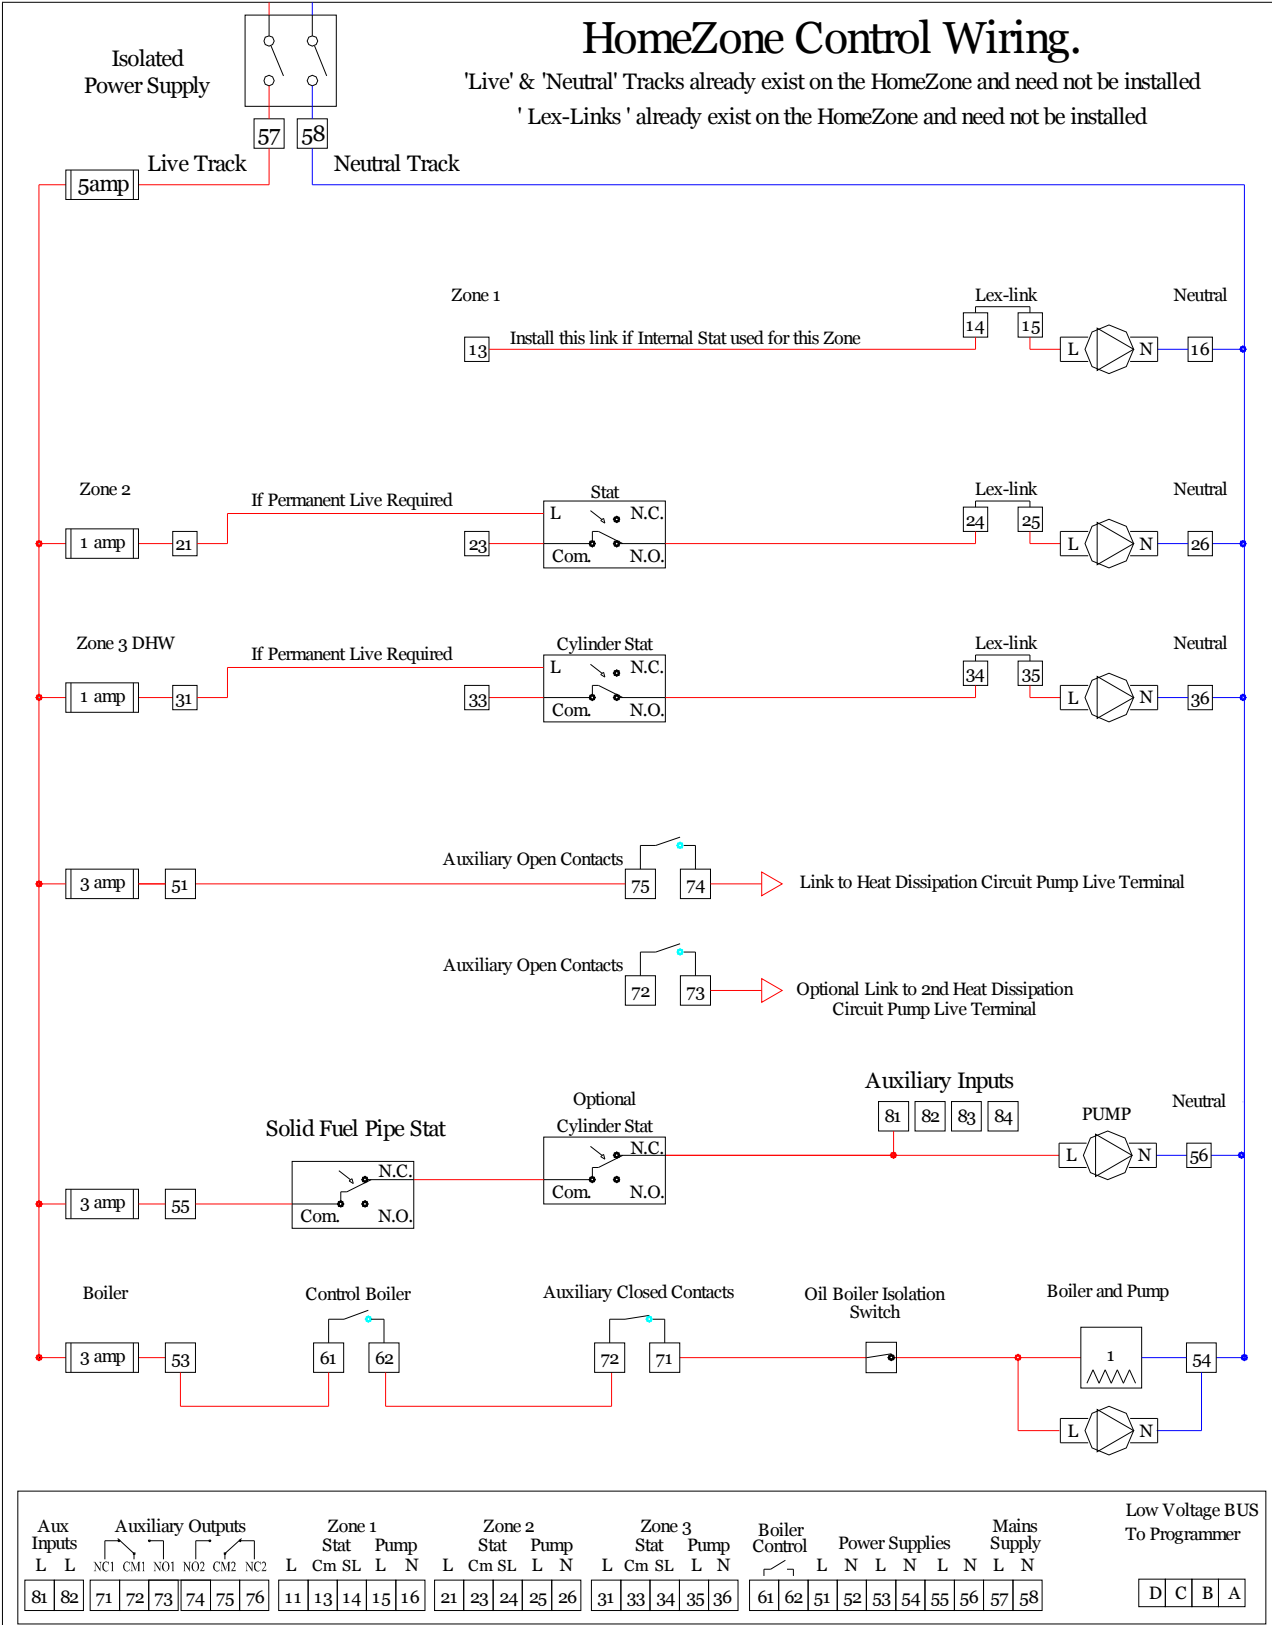 HomeZone Control Wiring.
'Live' & 'Neutral' Tracks already exist on the HomeZone and need not be installed
' Lex-Links ' already exist on the HomeZone and need not be installed
Isolated
Power Supply
57 58
Live Track Neutral Track
5amp
Zone 1 Lex-link Neutral
13 Install this link if Internal Stat used for this Zone 14 15 L N 16
Zone 2 If Permanent Live Required Stat Lex-link Neutral
L N.C.
1 amp 21 23 24 25 L N 26
Com. N.O.
Zone 3 DHW If Permanent Live Required Cylinder Stat Lex-link Neutral
L N.C.
1 amp 31 33 34 35 L N 36
Com. N.O.
Auxiliary Open Contacts
3 amp 51 75 74 Link to Heat Dissipation Circuit Pump Live Terminal
Auxiliary Open Contacts
72 73 Optional Link to 2nd Heat Dissipation
Circuit Pump Live Terminal
Auxiliary Inputs
81 82 83 84
PUMP Neutral
Optional
Cylinder Stat
Solid Fuel Pipe Stat
N.C.
L N 56
N.C.
Com. N.O.
3 amp 55
Com. N.O.
Boiler Control Boiler Auxiliary Closed Contacts Oil Boiler Isolation
Switch
Boiler and Pump
3 amp 53 61 62 72 71 1 54
L N
Low Voltage BUS
To Programmer
Aux
Inputs
Auxiliary Outputs
Zone 1
Stat Pump
Zone 2
Stat Pump
Zone 3
Stat Pump
Boiler
Control
Power Supplies
Mains
Supply
L L NC1 CM1 NO1 NO2 CM2 NC2 L Cm SL L N L Cm SL L N L Cm SL L N L N L N L N L N
81 82 71 72 73 74 75 76 11 13 14 15 16 21 23 24 25 26 31 33 34 35 36 61 62 51 52 53 54 55 56 57 58 D C B A